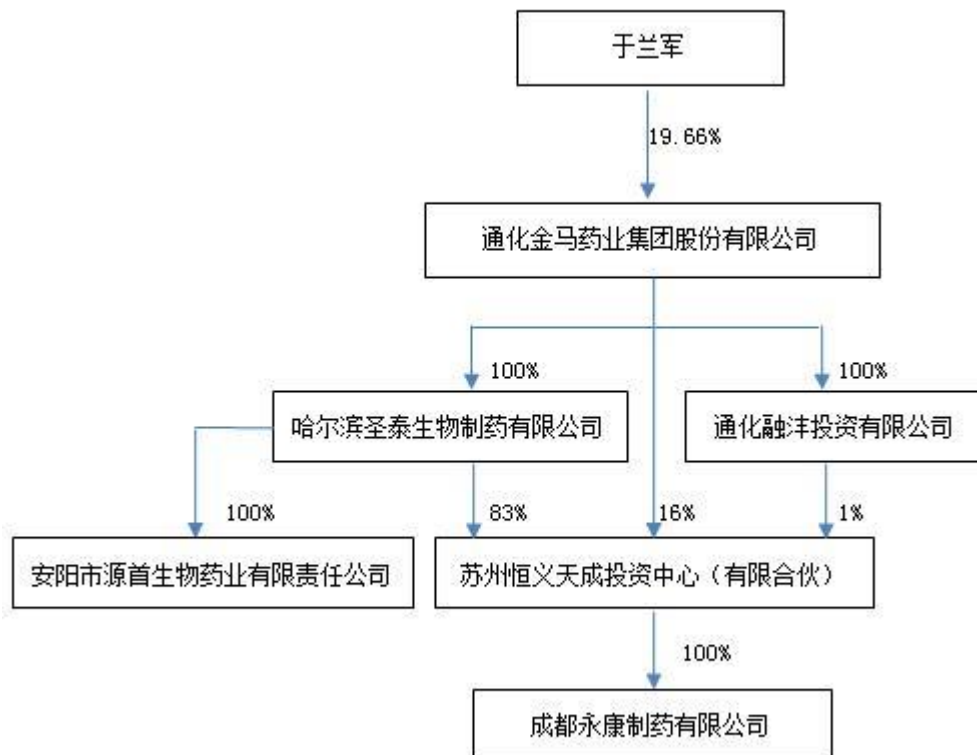 于兰军
19.66%
通化金马药业集团股份有限公司
100%
100%
哈尔滨圣泰生物制药有限公司
通化融沣投资有限公司
100%
83%
16%
1%
安阳市源首生物药业有限责任公司
苏州恒义天成投资中心（有限合伙）
100%
成都永康制药有限公司